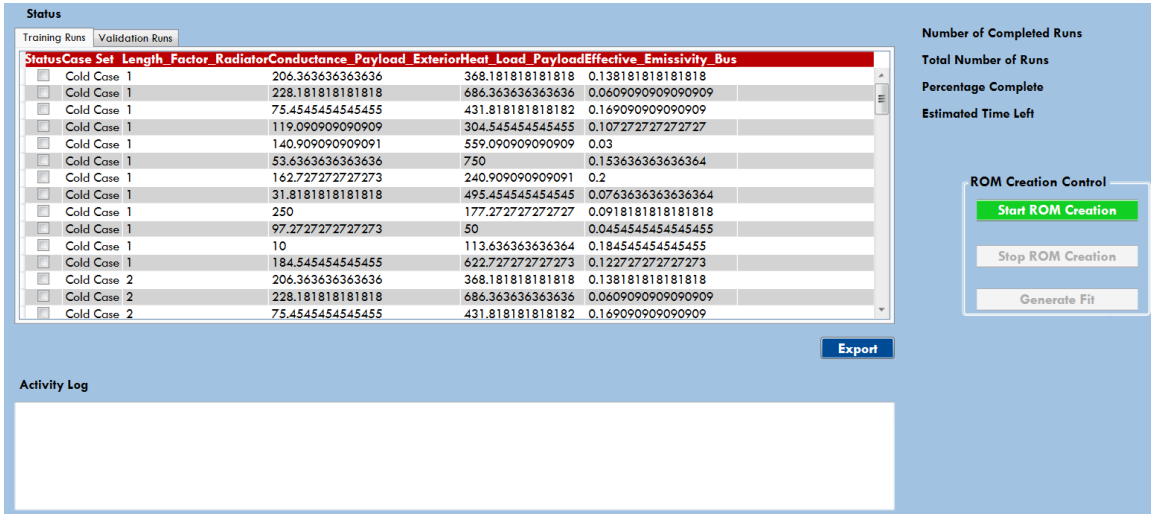 Status
Training Runs Validation Runs
Status Case Set Length_Factor_Radiator Conductance_Payload_Exterior Heat_Load_Payload Effective_Emissivity_Bus
Cold Case 1 206.363636363636 368.181818181818 0.138181818181818
Cold Case 1 228.181818181818 686.363636363636 0.0609090909090909
Cold Case 1 75.4545454545455 431.818181818182 0.169090909090909
Cold Case 1 119.090909090909 304.545454545455 0.107272727272727
Cold Case 1 140.909090909091 559.090909090909 0.03
Cold Case 1 53.6363636363636 750 0.153636363636364
Cold Case 1 162.727272727273 240.909090909091 0.2
Cold Case 1 31.8181818181818 495.454545454545 0.0763636363636364
Cold Case 1 250 177.272727272727 0.0918181818181818
Cold Case 1 97.2727272727273 50 0.0454545454545455
Cold Case 1 10 113.636363636364 0.184545454545455
Cold Case 1 184.545454545455 622.727272727273 0.122727272727273
Cold Case 2 206.363636363636 368.181818181818 0.138181818181818
Cold Case 2 228.181818181818 686.363636363636 0.0609090909090909
Cold Case 2 75.4545454545455 431.818181818182 0.169090909090909
Export
Activity Log
Number of Completed Runs
Total Number of Runs
Percentage Complete
Estimated Time Left
ROM Creation Control
Start ROM Creation
Stop ROM Creation
Generate Fit